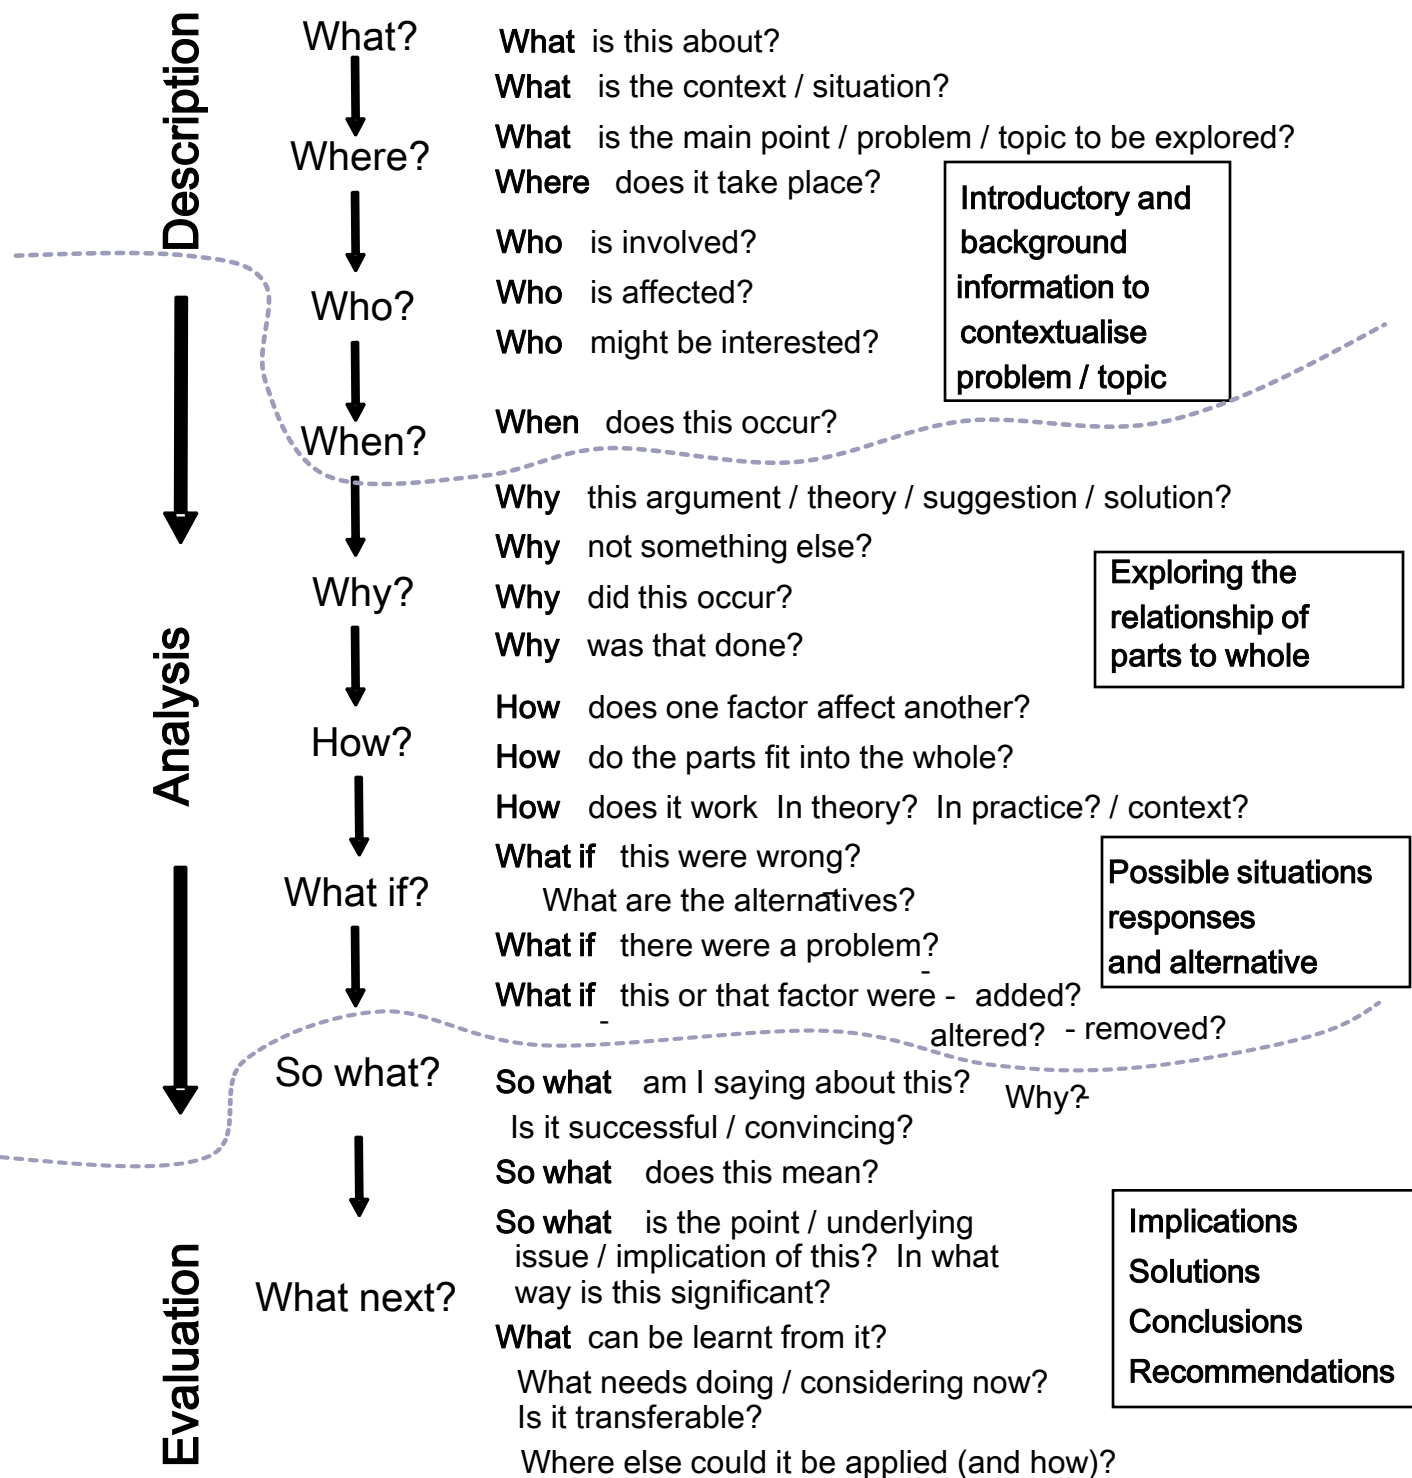 Description
What?
What is this about?
What is the context / situation?
What is the main point / problem / topic to be explored?
Where?
Where does it take place?
Introductory and
background
information to
contextualise
problem / topic
Who?
Who is involved?
Who is affected?
Who might be interested?
When?
When does this occur?
Analysis
Why?
Why this argument / theory / suggestion / solution?
Why not something else?
Why did this occur?
Why was that done?
Exploring the
relationship of
parts to whole
How?
How does one factor affect another?
How do the parts fit into the whole?
How does it work In theory? In practice? / context?
What if?
What if this were wrong?
What are the alternatives?
What if there were a problem?
What if this or that factor were - added?
altered? - removed?
Possible situations
responses
and alternative
Evaluation
So what?
So what am I saying about this?
Why?-
Is it successful / convincing?
So what does this mean?
So what is the point / underlying
issue / implication of this? In what
way is this significant?
What next?
What can be learnt from it?
What needs doing / considering now?
Is it transferable?
Where else could it be applied (and how)?
Implications
Solutions
Conclusions
Recommendations